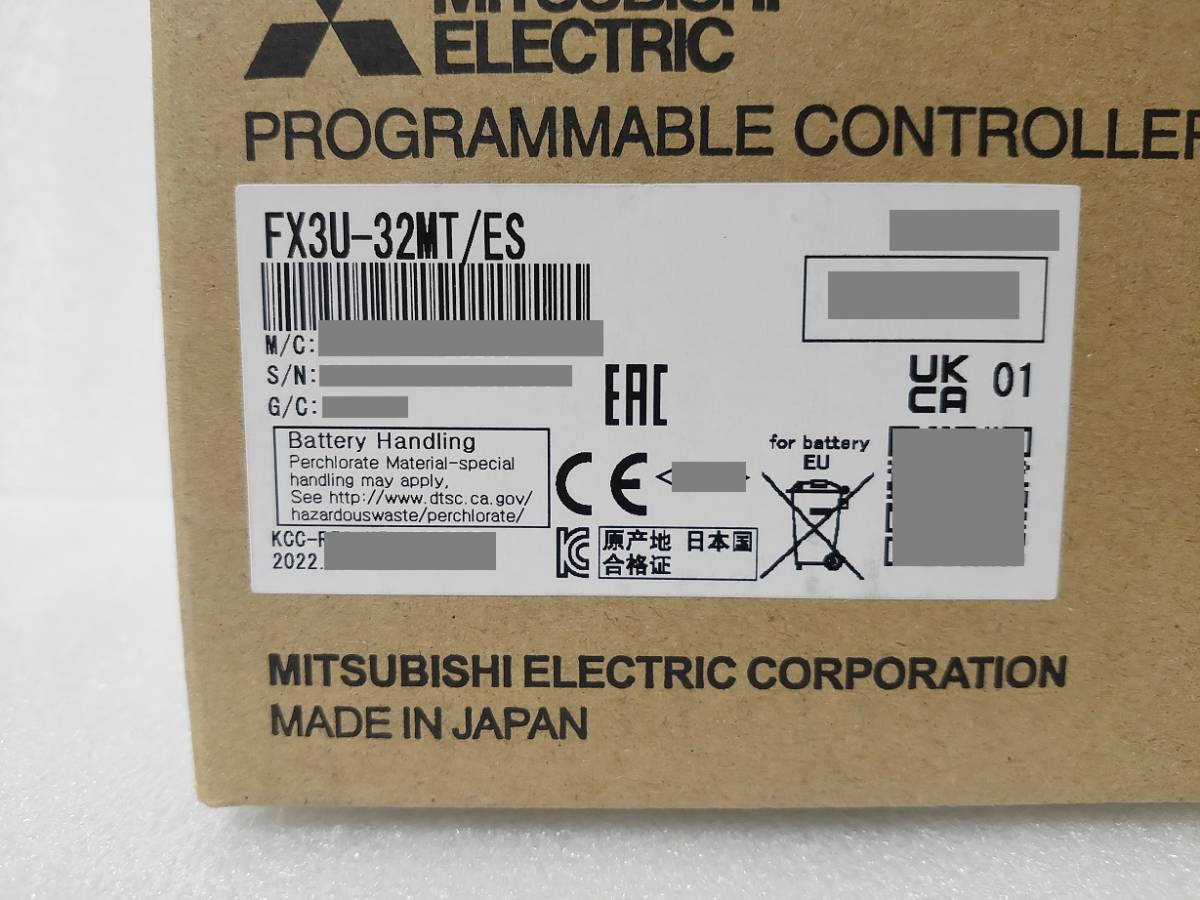 MITSUBISHI
ELECTRIC
PROGRAMMABLE CONTROLLER
FX3U-32MT/ES
M/C:
S/N:
G/C:
EAC
UK
CA 01
Battery Handling
Perchlorate Material-special
handling may apply,
See http://www.dtsc.ca.gov/
hazardouswaste/perchlorate/
CE < >
for battery
EU
KCC-
2022.
原产地 日本国
合格证
MITSUBISHI ELECTRIC CORPORATION
MADE IN JAPAN